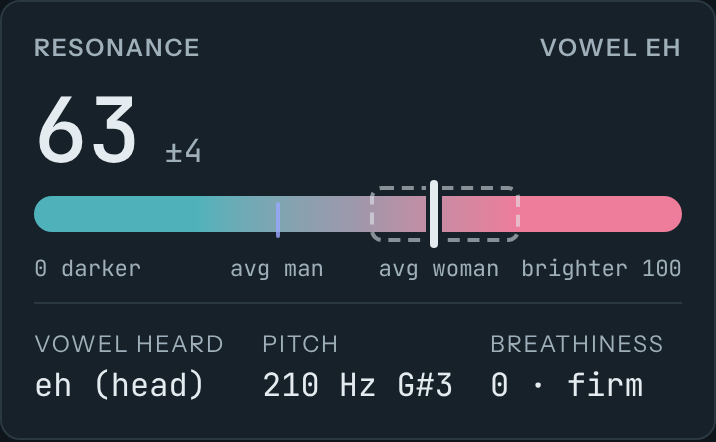 RESONANCE VOWEL EH
63 ±4
0 darker avg man avg woman brighter 100
VOWEL HEARD PITCH BREATHINESS
eh (head) 210 Hz G#3 0 · firm